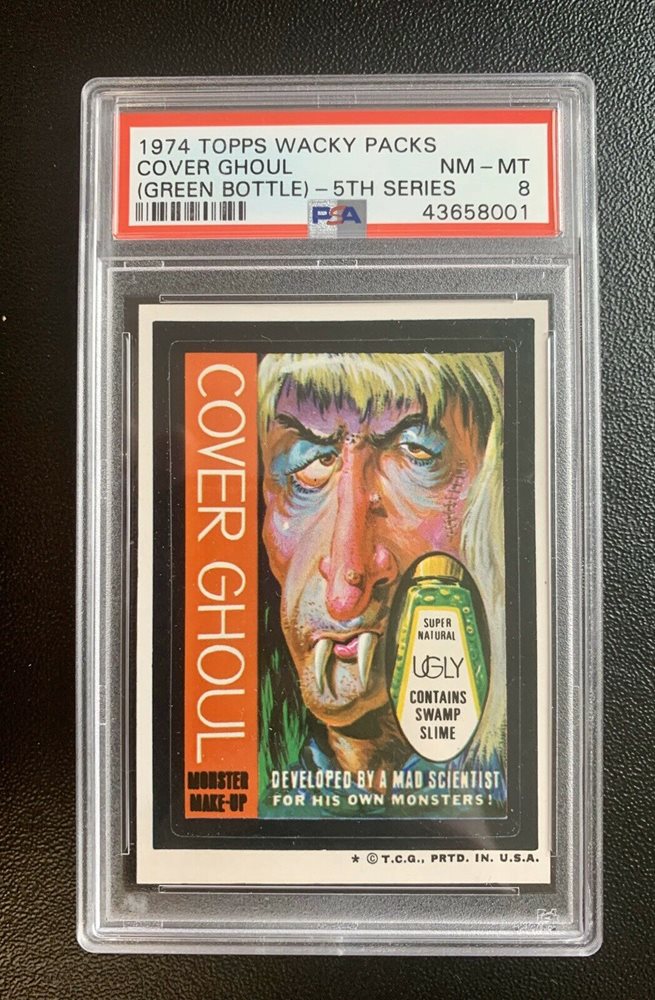 1974 TOPPS WACKY PACKS
COVER GHOUL NM - MT
(GREEN BOTTLE) - 5TH SERIES 8
PSA 43658001
COVER GHOUL
SUPER
NATURAL
UGLY
CONTAINS
SWAMP
SLIME
MONSTER
MAKE-UP
DEVELOPED BY A MAD SCIENTIST
FOR HIS OWN MONSTERS!
* © T.C.G., PRTD. IN. U.S.A.